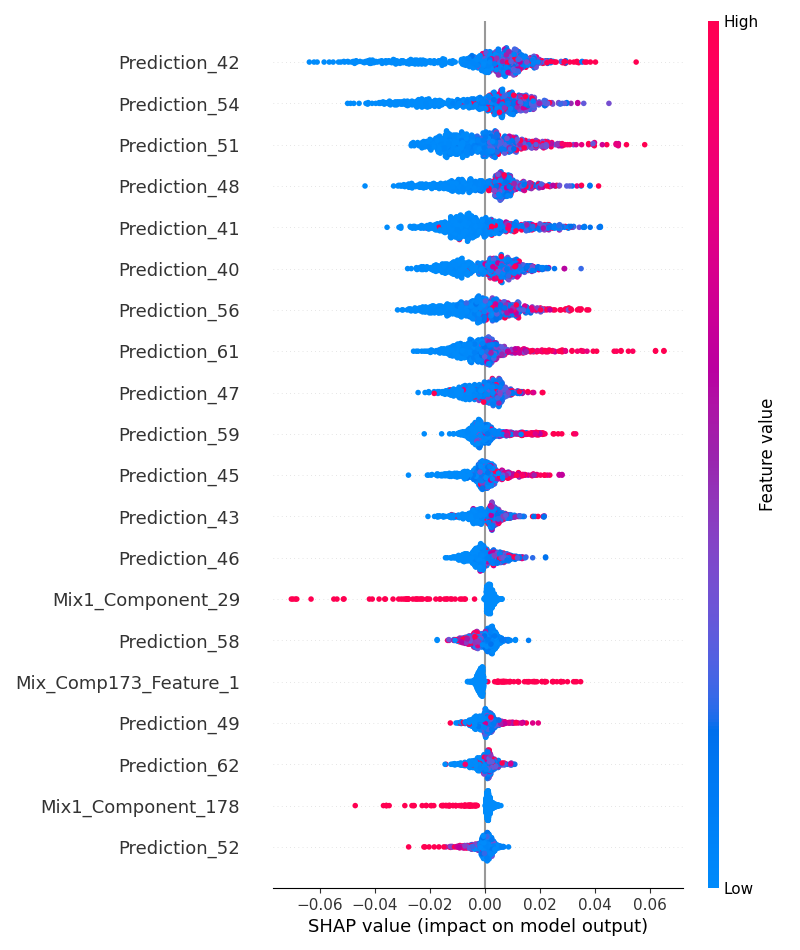 High
Prediction_42
Prediction_54
Prediction_51
Prediction_48
Prediction_41
Prediction_40
Prediction_56
Prediction_61
Prediction_47
Prediction_59
Prediction_45
Prediction_43
Prediction_46
Mix1_Component_29
Prediction_58
Mix_Comp173_Feature_1
Prediction_49
Prediction_62
Mix1_Component_178
Prediction_52
Feature value
Low
−0.06 −0.04 −0.02 0.00 0.02 0.04 0.06
SHAP value (impact on model output)